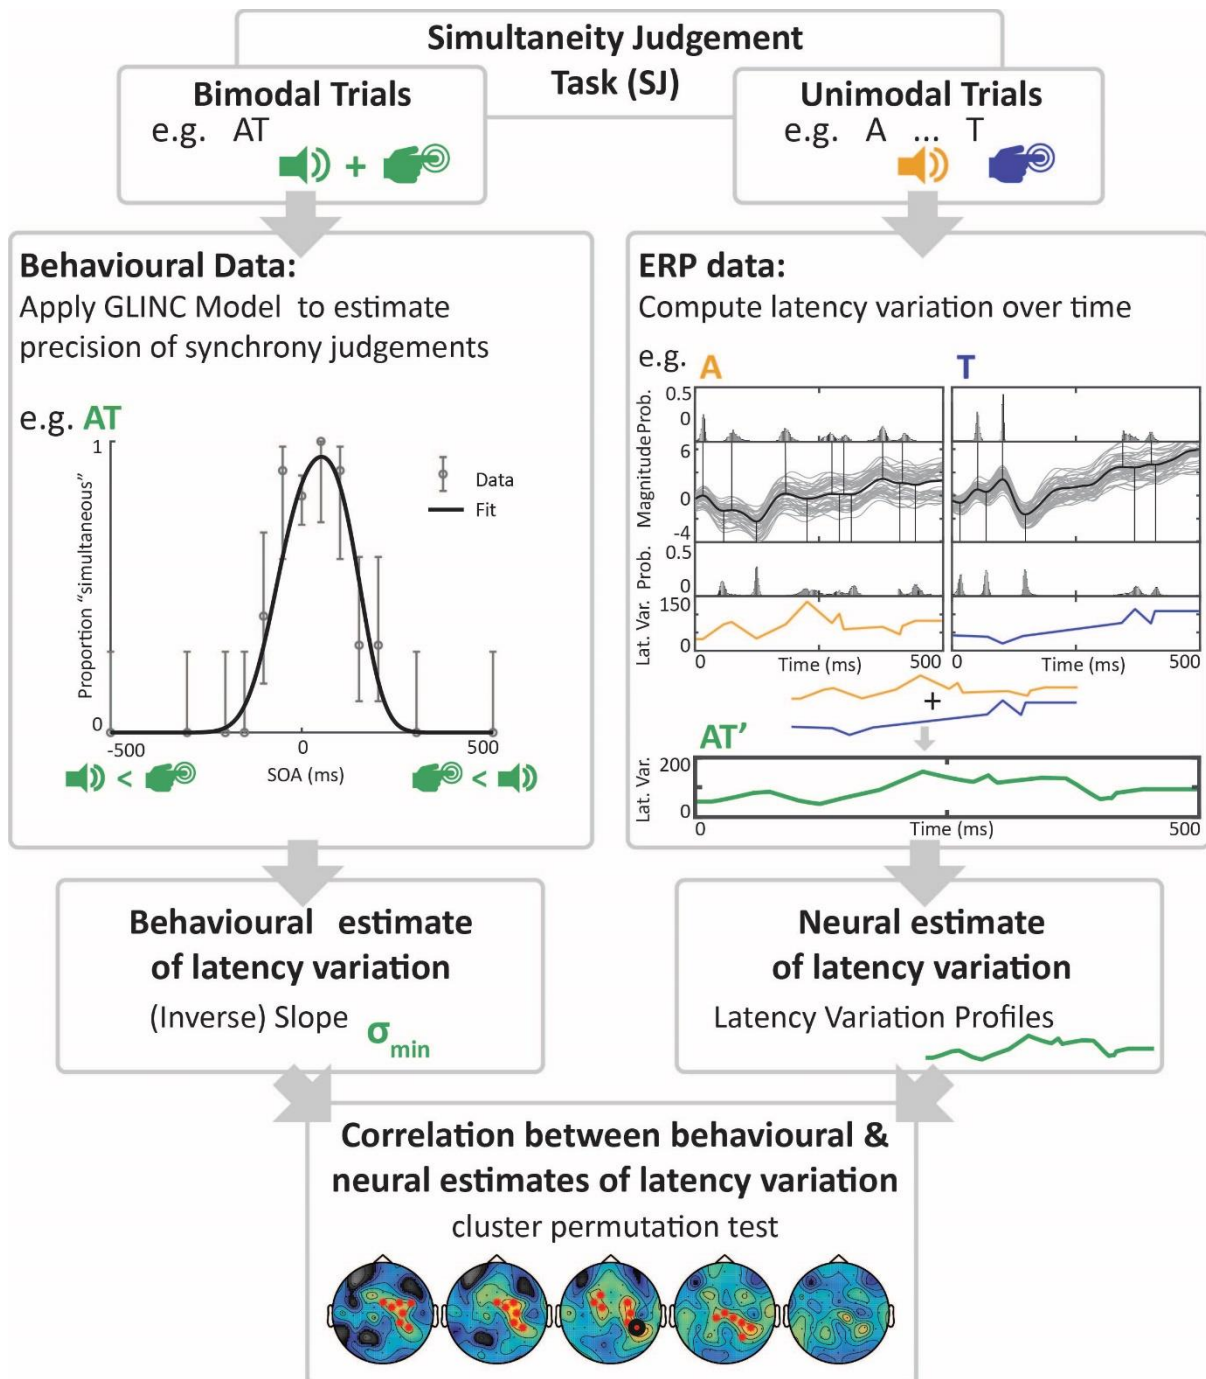 Simultaneity Judgement
Task (SJ)
Bimodal Trials
e.g. AT
+
Unimodal Trials
e.g. A ... T
Behavioural Data:
Apply GLINC Model to estimate
precision of synchrony judgements
e.g. AT
1
Proportion "simultaneous"
0
Data
Fit
-500
0
500
SOA (ms)
<
<
ERP data:
Compute latency variation over time
e.g. A
T
0.5
0
Prob.
6
0
-4
Magnitude
0.5
0
Prob.
150
0
Lat. Var.
0 Time (ms) 500
0 Time (ms) 500
+
AT’
200
0
Lat. Var.
0 Time (ms) 500
Behavioural estimate
of latency variation
(Inverse) Slope σmin
Neural estimate
of latency variation
Latency Variation Profiles
Correlation between behavioural &
neural estimates of latency variation
cluster permutation test